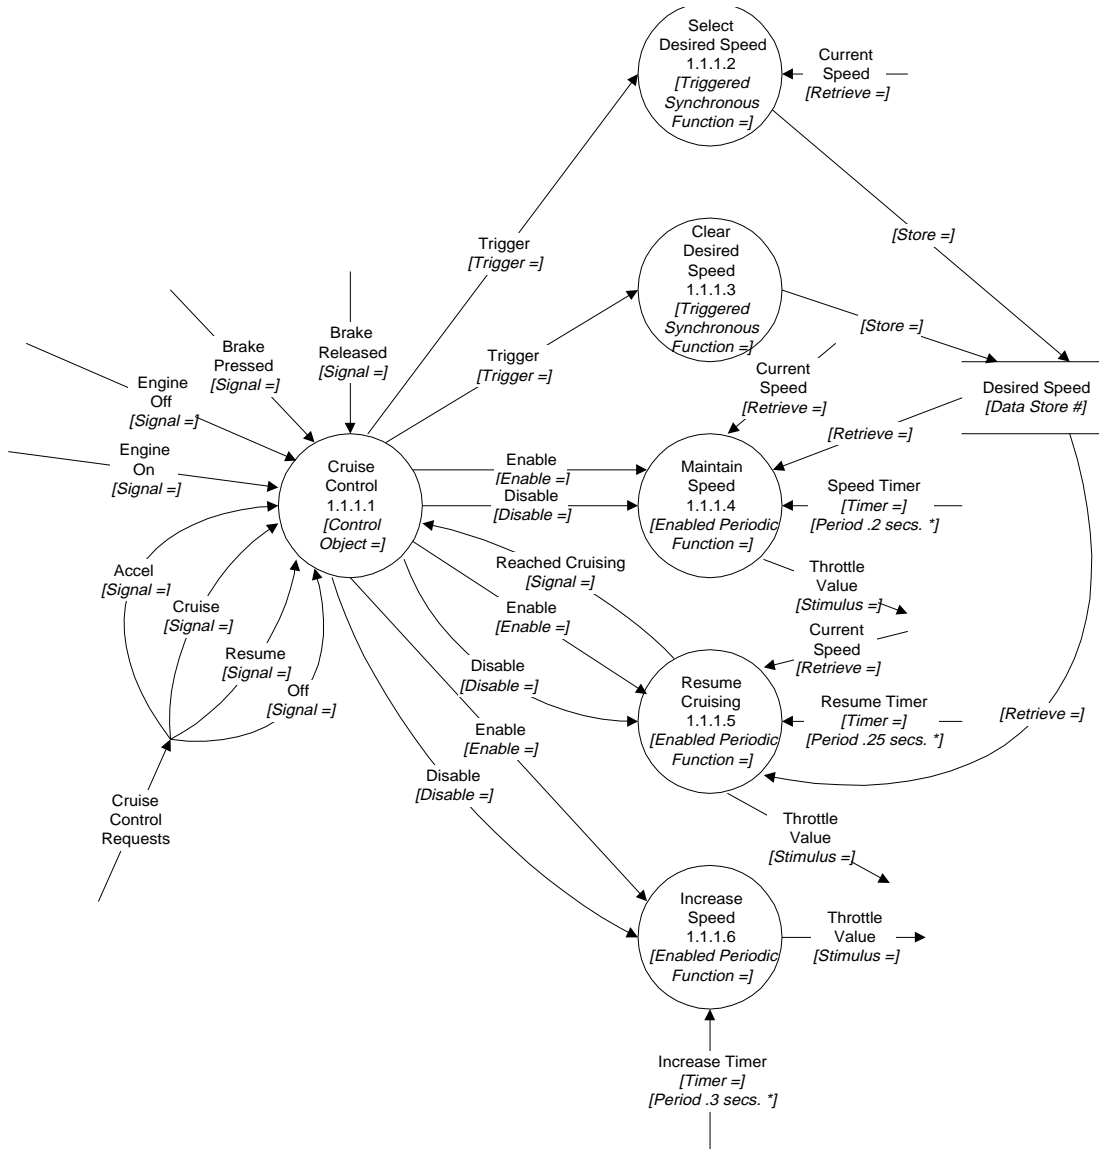 Select
Desired Speed
1.1.1.2
[Triggered
Synchronous
Function =]
Current
Speed
[Retrieve =]
[Store =]
Trigger
[Trigger =]
Clear
Desired
Speed
1.1.1.3
[Triggered
Synchronous
Function =]
[Store =]
Trigger
[Trigger =]
Brake
Released
[Signal =]
Brake
Pressed
[Signal =]
Engine
Off
[Signal =]
Engine
On
[Signal =]
Current
Speed
[Retrieve =]
Desired Speed
[Data Store #]
[Retrieve =]
Cruise
Control
1.1.1.1
[Control
Object =]
Enable
[Enable =]
Disable
[Disable =]
Maintain
Speed
1.1.1.4
[Enabled Periodic
Function =]
Speed Timer
[Timer =]
[Period .2 secs. *]
Reached Cruising
[Signal =]
Throttle
Value
[Stimulus =]
Accel
[Signal =]
Cruise
[Signal =]
Resume
[Signal =]
Off
[Signal =]
Enable
[Enable =]
Current
Speed
[Retrieve =]
Disable
[Disable =]
Resume
Cruising
1.1.1.5
[Enabled Periodic
Function =]
Resume Timer
[Timer =]
[Period .25 secs. *]
[Retrieve =]
Enable
[Enable =]
Disable
[Disable =]
Cruise
Control
Requests
Throttle
Value
[Stimulus =]
Increase
Speed
1.1.1.6
[Enabled Periodic
Function =]
Throttle
Value
[Stimulus =]
Increase Timer
[Timer =]
[Period .3 secs. *]